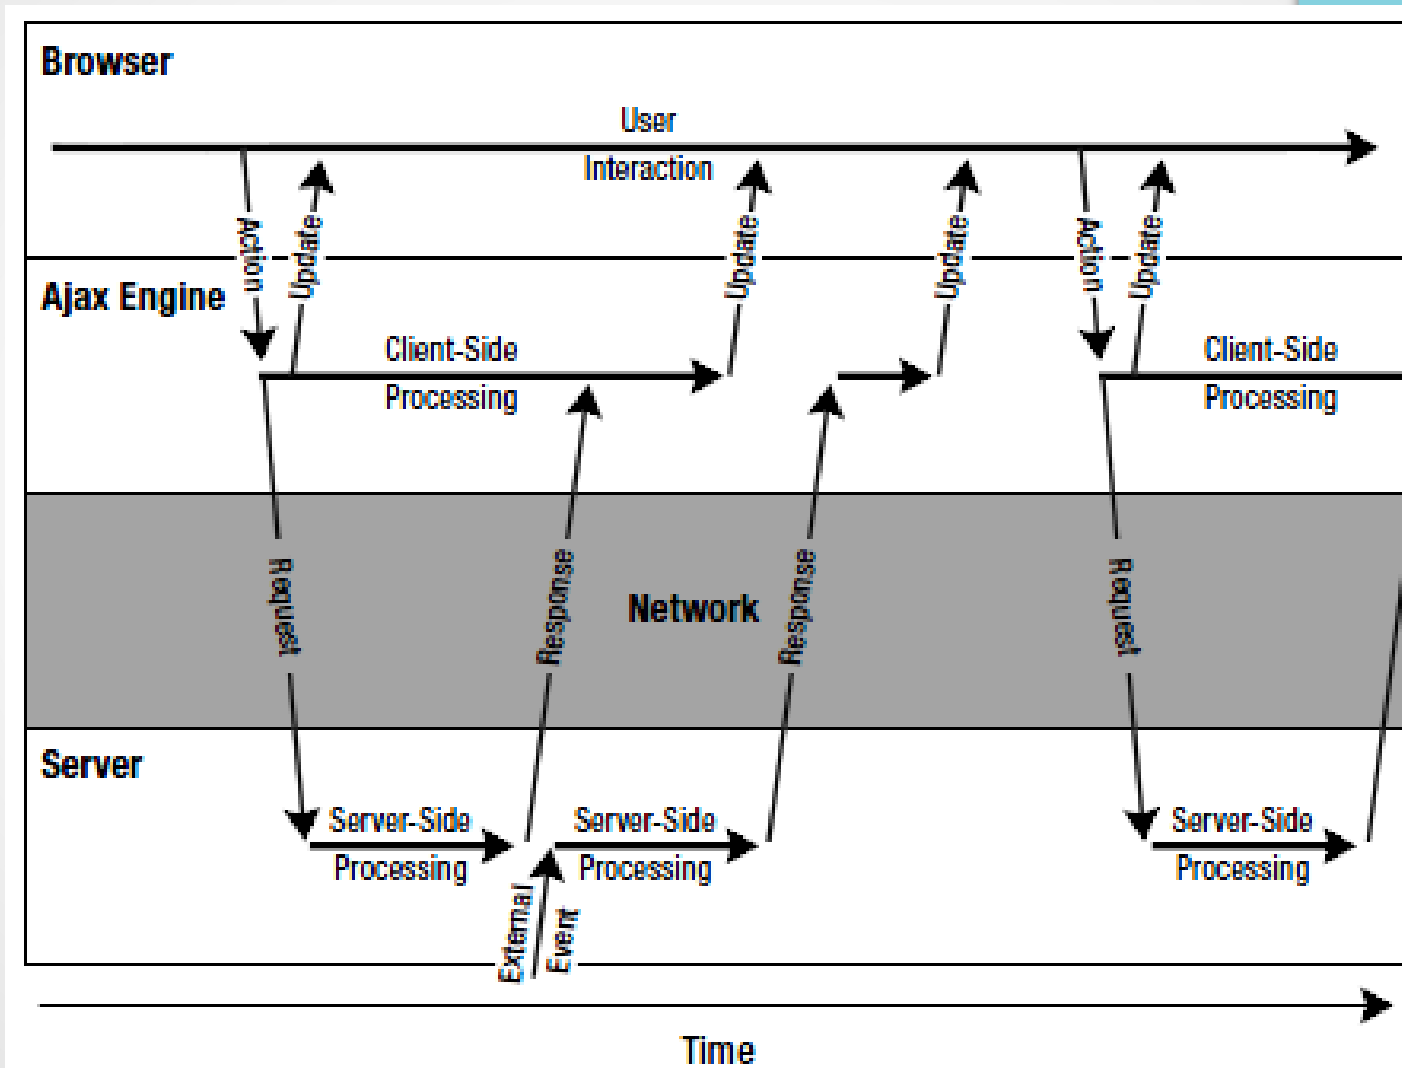 Browser
User
Interaction
Action
Update
Update
Update
Action
Update
Ajax Engine
Client-Side
Processing
Client-Side
Processing
Request
Response
Network
Response
Request
Server
Server-Side
Processing
Server-Side
Processing
Server-Side
Processing
External
Event
Time